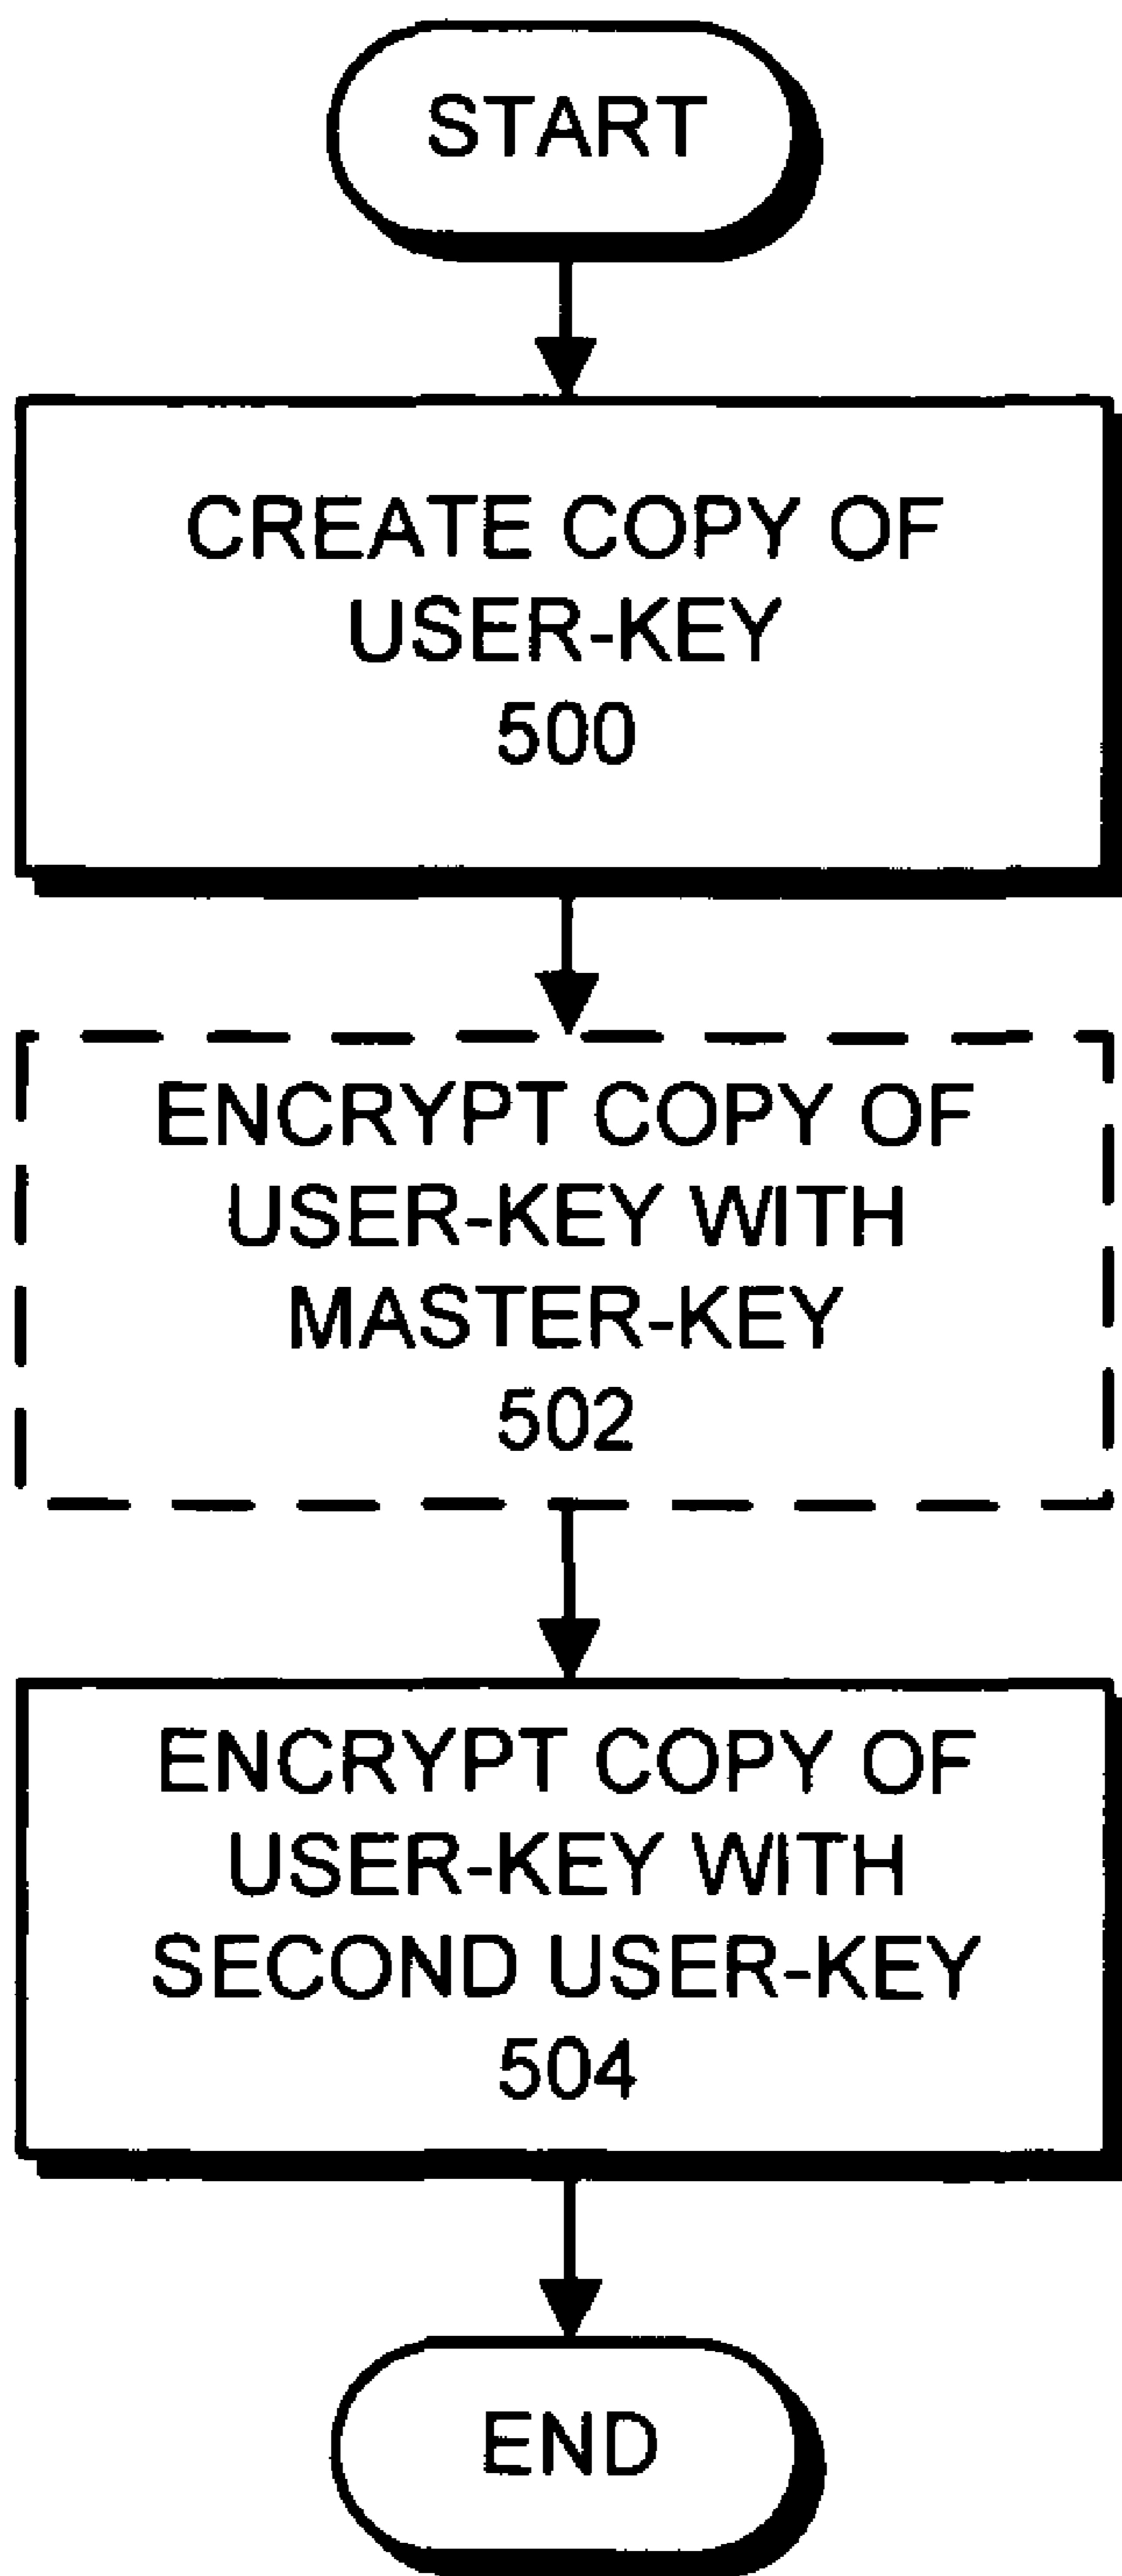 START
CREATE COPY OF
USER-KEY
500
ENCRYPT COPY OF
USER-KEY WITH
MASTER-KEY
502
ENCRYPT COPY OF
USER-KEY WITH
SECOND USER-KEY
504
END